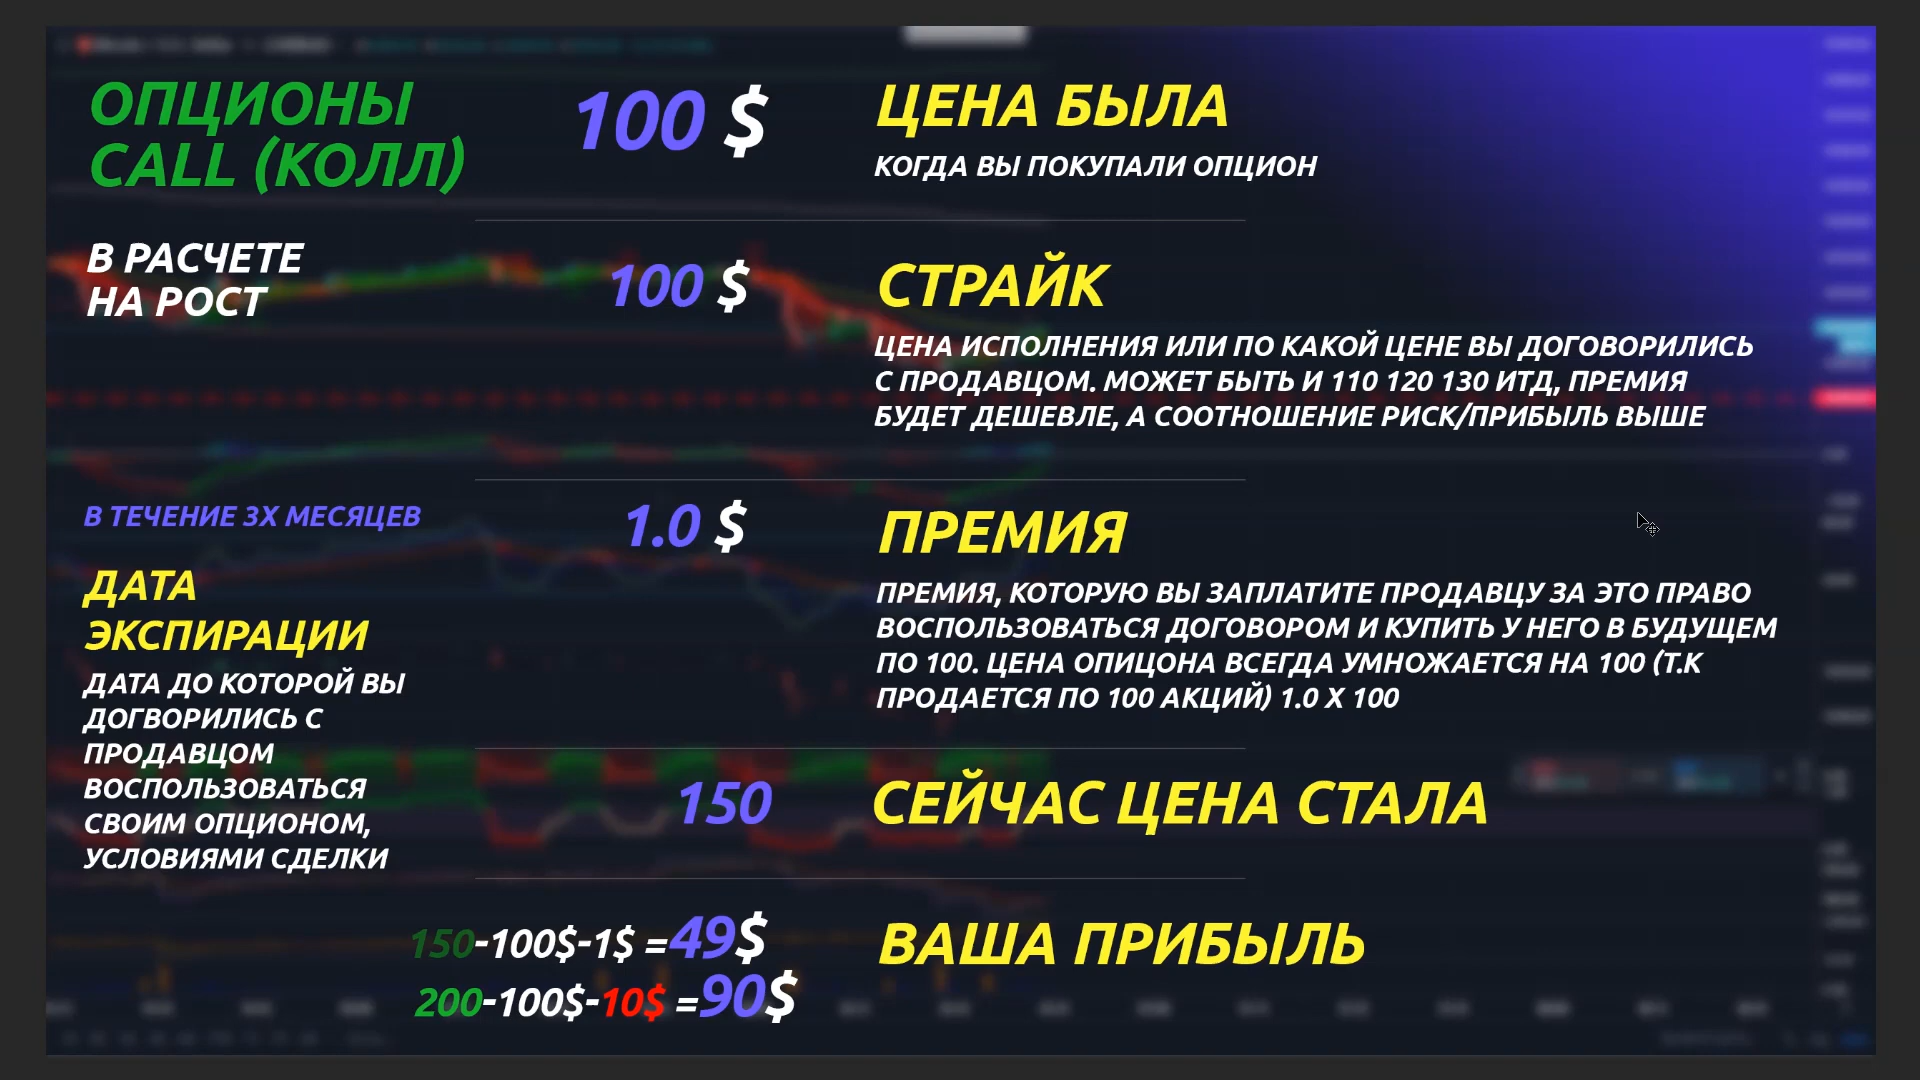 ОПЦИОНЫ
CALL (КОЛЛ)
В РАСЧЕТЕ
НА РОСТ
100 $
ЦЕНА БЫЛА
КОГДА ВЫ ПОКУПАЛИ ОПЦИОН
100 $
СТРАЙК
ЦЕНА ИСПОЛНЕНИЯ ИЛИ ПО КАКОЙ ЦЕНЕ ВЫ ДОГОВОРИЛИСЬ
С ПРОДАВЦОМ. МОЖЕТ БЫТЬ И 110 120 130 ИТД, ПРЕМИЯ
БУДЕТ ДЕШЕВЛЕ, А СООТНОШЕНИЕ РИСК/ПРИБЫЛЬ ВЫШЕ
В ТЕЧЕНИЕ 3Х МЕСЯЦЕВ
ДАТА
ЭКСПИРАЦИИ
ДАТА ДО КОТОРОЙ ВЫ
ДОГВОРИЛИСЬ С
ПРОДАВЦОМ
ВОСПОЛЬЗОВАТЬСЯ
СВОИМ ОПЦИОНОМ,
УСЛОВИЯМИ СДЕЛКИ
1.0 $
ПРЕМИЯ
ПРЕМИЯ, КОТОРУЮ ВЫ ЗАПЛАТИТЕ ПРОДАВЦУ ЗА ЭТО ПРАВО
ВОСПОЛЬЗОВАТЬСЯ ДОГОВОРОМ И КУПИТЬ У НЕГО В БУДУЩЕМ
ПО 100. ЦЕНА ОПИЦОНА ВСЕГДА УМНОЖАЕТСЯ НА 100 (Т.К
ПРОДАЕТСЯ ПО 100 АКЦИЙ) 1.0 Х 100
150
СЕЙЧАС ЦЕНА СТАЛА
150-100$-1$ =49$
200-100$-10$ =90$
ВАША ПРИБЫЛЬ